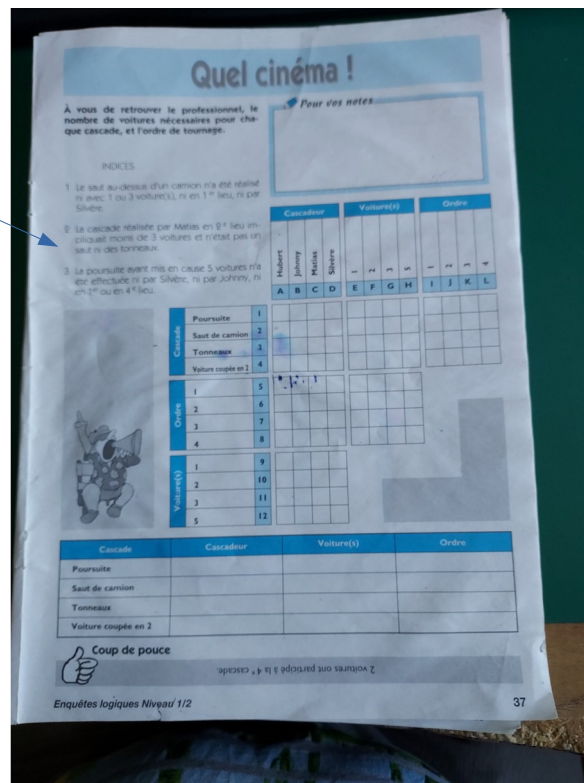 Quel cinéma !
À vous de retrouver le professionnel, le
nombre de voitures nécessaires pour cha-
que cascade, et l'ordre de tournage.
Pour vos notes
INDICES
1 Le saut au-dessus d'un camion n'a été réalisé
ni avec 1 ou 3 voiture(s), ni en 1er lieu, ni par
Silvère.
2 La cascade réalisée par Matias en 2e lieu im-
pliquait moins de 3 voitures et n'était pas un
saut ni des tonneaux.
3 La poursuite ayant mis en cause 5 voitures n'a
été effectuée ni par Silvère, ni par Johnny, ni
en 1er ou en 4e lieu.
Cascadeur Voiture(s) Ordre
Hubert Johnny Matias Silvère 1 2 3 5 1 2 3 4
A B C D E F G H I J K L
Cascade
Poursuite 1
Saut de camion 2
Tonneaux 3
Voiture coupée en 2 4
Ordre
1 5
2 6
3 7
4 8
Voiture(s)
1 9
2 10
3 11
5 12
Cascade Cascadeur Voiture(s) Ordre
Poursuite
Saut de camion
Tonneaux
Voiture coupée en 2
Coup de pouce
2 voitures ont participé à la 4e cascade.
Enquêtes logiques Niveau 1/2
37